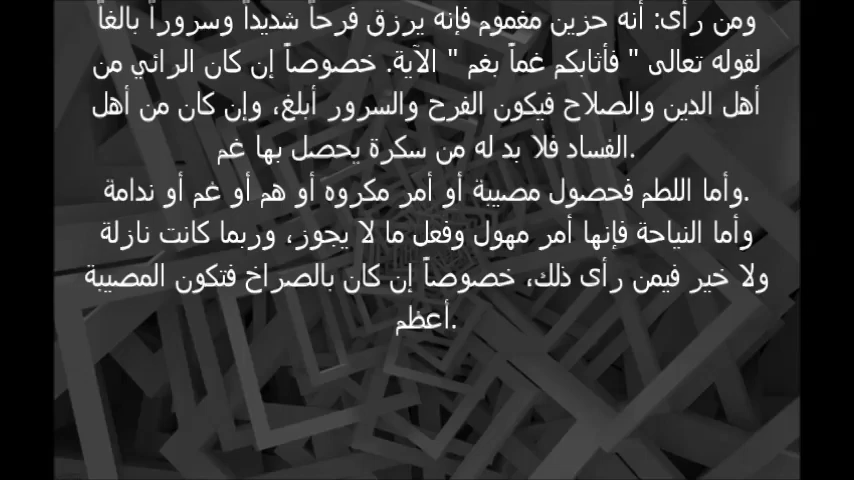 ومن رأى: أنه حزين مغموم فإنه يرزق فرحاً شديداً وسروراً بالغاً
لقوله تعالى " فأثابكم غماً بغم " الآية. خصوصاً إن كان الرائي من
أهل الدين والصلاح فيكون الفرح والسرور أبلغ، وإن كان من أهل
الفساد فلا بد له من سكرة يحصل بها غم.
وأما اللطم فحصول مصيبة أو أمر مكروه أو هم أو غم أو ندامة.
وأما النياحة فإنها أمر مهول وفعل ما لا يجوز، وربما كانت نازلة
ولا خير فيمن رأى ذلك، خصوصاً إن كان بالصراخ فتكون المصيبة
أعظم.